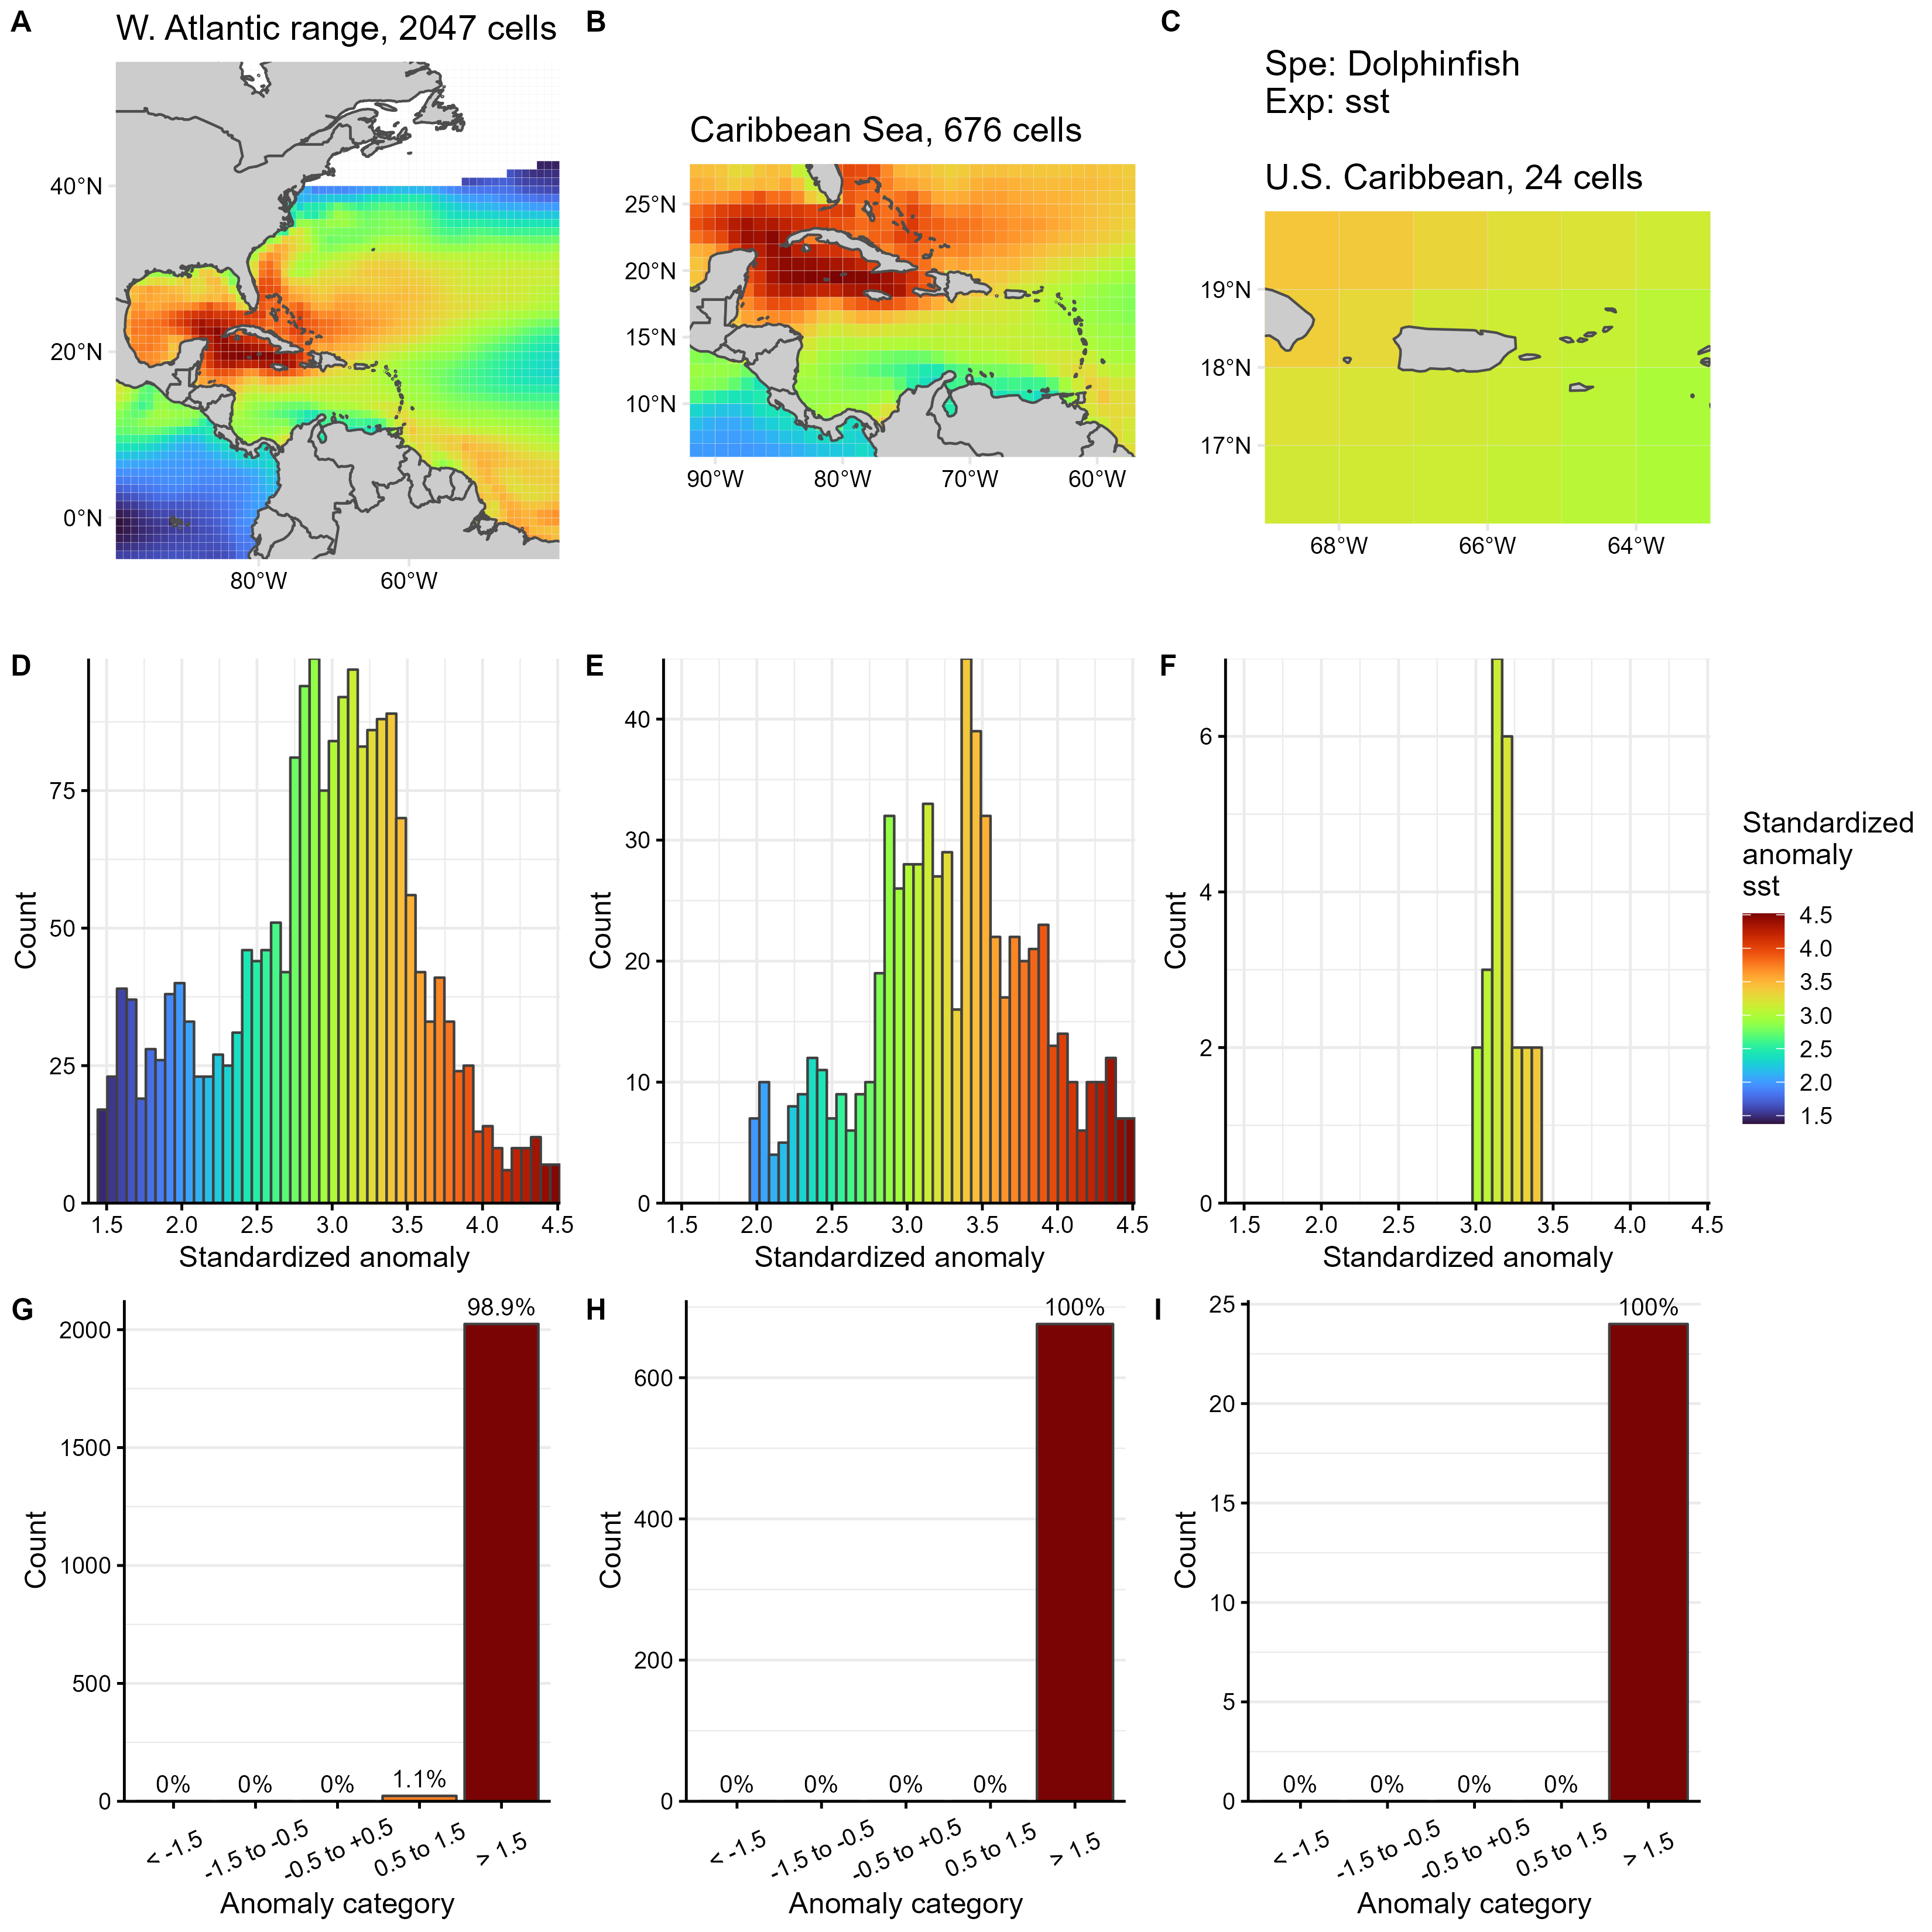 A
W. Atlantic range, 2047 cells
40°N
20°N
0°N
80°W
60°W
B
Caribbean Sea, 676 cells
25°N
20°N
15°N
10°N
90°W
80°W
70°W
60°W
C
Spe: Dolphinfish
Exp: sst
U.S. Caribbean, 24 cells
19°N
18°N
17°N
68°W
66°W
64°W
D
Count
75
50
25
0
1.5
2.0
2.5
3.0
3.5
4.0
4.5
Standardized anomaly
E
Count
40
30
20
10
0
1.5
2.0
2.5
3.0
3.5
4.0
4.5
Standardized anomaly
F
Count
6
4
2
0
1.5
2.0
2.5
3.0
3.5
4.0
4.5
Standardized anomaly
Standardized
anomaly
sst
4.5
4.0
3.5
3.0
2.5
2.0
1.5
G
Count
2000
1500
1000
500
0
0%
0%
0%
1.1%
98.9%
< -1.5
-1.5 to -0.5
-0.5 to +0.5
0.5 to 1.5
> 1.5
Anomaly category
H
Count
600
400
200
0
0%
0%
0%
0%
100%
< -1.5
-1.5 to -0.5
-0.5 to +0.5
0.5 to 1.5
> 1.5
Anomaly category
I
Count
25
20
15
10
5
0
0%
0%
0%
0%
100%
< -1.5
-1.5 to -0.5
-0.5 to +0.5
0.5 to 1.5
> 1.5
Anomaly category